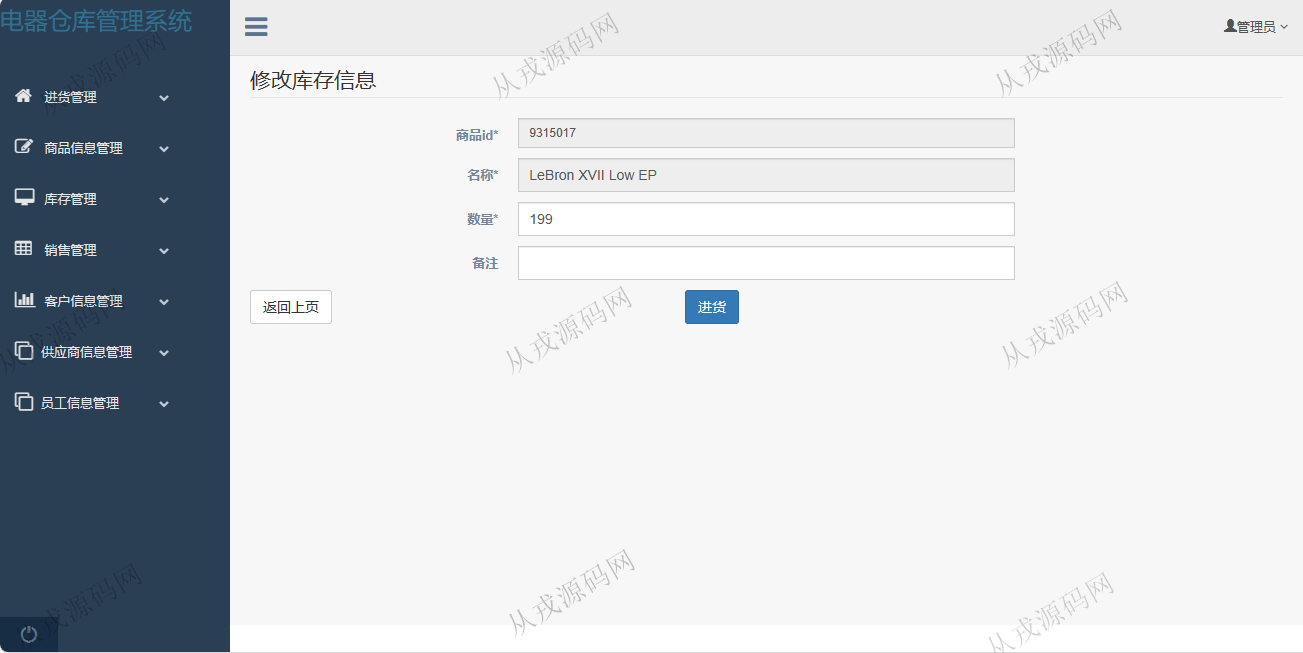 电器仓库管理系统
管理员
进货管理
商品信息管理
库存管理
销售管理
客户信息管理
供应商信息管理
员工信息管理
修改库存信息
商品id* 9315017
名称* LeBron XVII Low EP
数量* 199
备注
返回上页 进货
从戎源码网
从戎源码网
从戎源码网
从戎源码网
从戎源码网
从戎源码网
从戎源码网
从戎源码网
从戎源码网